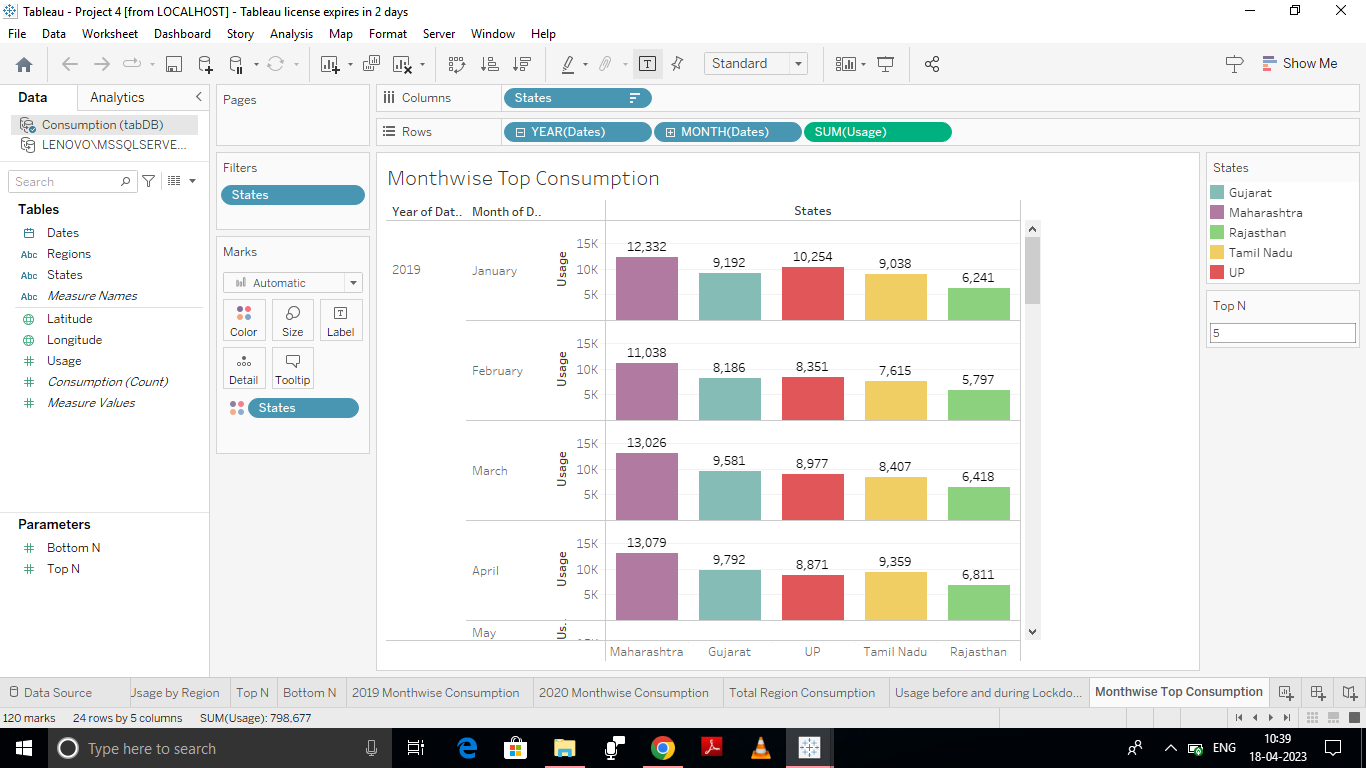 Tableau - Project 4 [from LOCALHOST] - Tableau license expires in 2 days
File Data Worksheet Dashboard Story Analysis Map Format Server Window Help
Standard
Show Me
Data Analytics
Consumption (tabDB)
LENOVO\MSSQLSERVE...
Search
Tables
Dates
Abc Regions
Abc States
Abc Measure Names
Latitude
Longitude
# Usage
# Consumption (Count)
# Measure Values
Parameters
# Bottom N
# Top N
Pages
Filters
States
Marks
Automatic
Color Size Label
Detail Tooltip
States
Columns States
Rows YEAR(Dates) MONTH(Dates) SUM(Usage)
Monthwise Top Consumption
Year of Dat.. Month of D.. States
2019 January Usage 15K 10K 5K 12,332 9,192 10,254 9,038 6,241
February Usage 15K 10K 5K 11,038 8,186 8,351 7,615 5,797
March Usage 15K 10K 5K 13,026 9,581 8,977 8,407 6,418
April Usage 15K 10K 5K 13,079 9,792 8,871 9,359 6,811
May Us..
Maharashtra Gujarat UP Tamil Nadu Rajasthan
States
Gujarat
Maharashtra
Rajasthan
Tamil Nadu
UP
Top N
5
Data Source Usage by Region Top N Bottom N 2019 Monthwise Consumption 2020 Monthwise Consumption Total Region Consumption Usage before and during Lockdo... Monthwise Top Consumption
120 marks 24 rows by 5 columns SUM(Usage): 798,677
Type here to search
ENG
10:39
18-04-2023